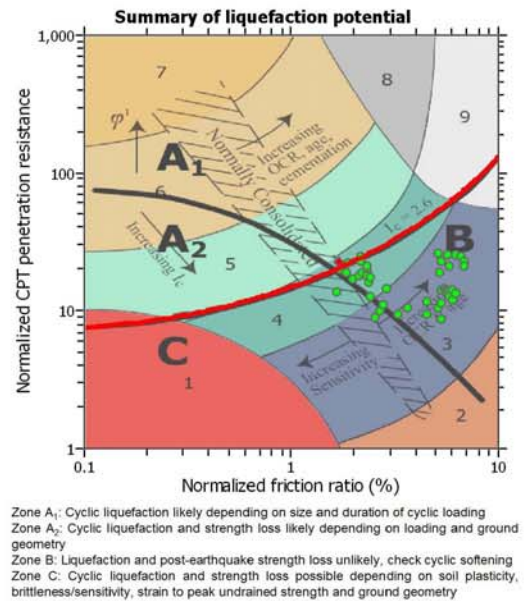 Summary of liquefaction potential
1,000
100
10
1
0.1
1
10
Normalized CPT penetration resistance
Normalized friction ratio (%)
7
8
9
φ'
A1
Normally Consolidated
Increasing
OCR, age,
cementation
6
A2
Increasing Ic
5
Ic = 2.6
B
4
C
1
Increasing
Sensitivity
Increasing
OCR, age
3
2
Zone A1: Cyclic liquefaction likely depending on size and duration of cyclic loading
Zone A2: Cyclic liquefaction and strength loss likely depending on loading and ground
geometry
Zone B: Liquefaction and post-earthquake strength loss unlikely, check cyclic softening
Zone C: Cyclic liquefaction and strength loss possible depending on soil plasticity,
brittleness/sensitivity, strain to peak undrained strength and ground geometry